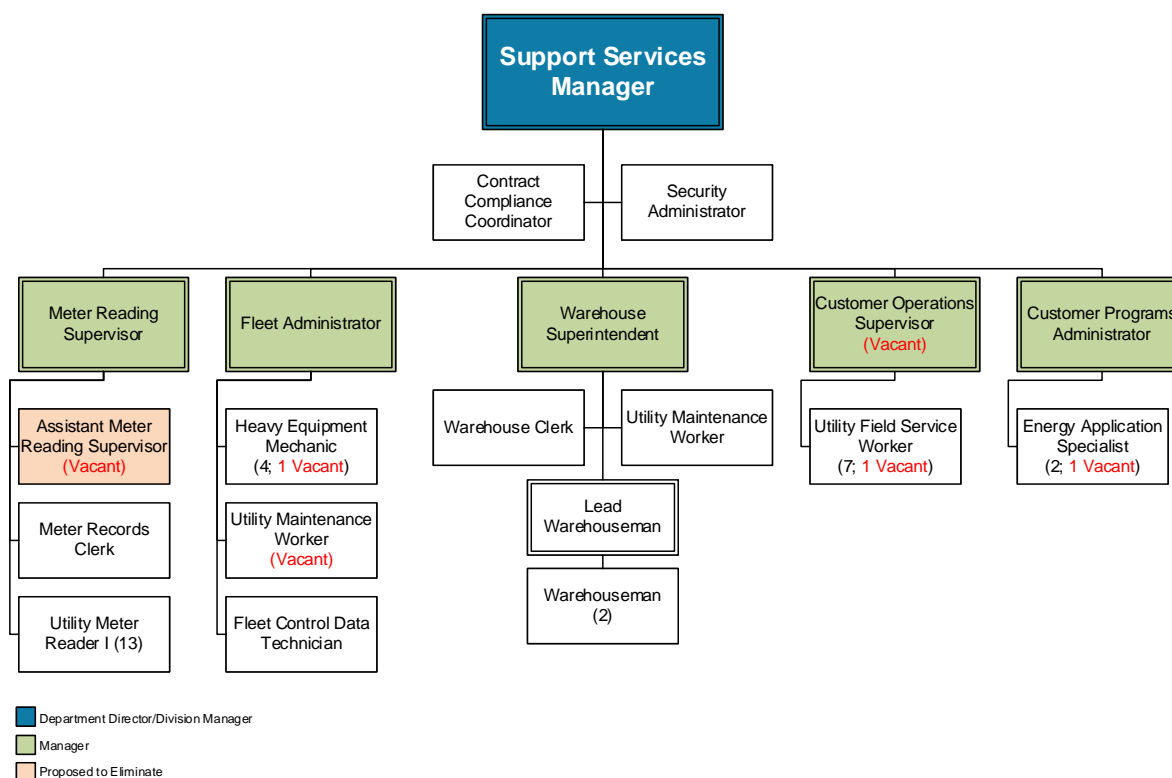 Support Services
Manager
Contract
Compliance
Coordinator
Security
Administrator
Meter Reading
Supervisor
Fleet Administrator
Warehouse
Superintendent
Customer Operations
Supervisor
(Vacant)
Customer Programs
Administrator
Assistant Meter
Reading Supervisor
(Vacant)
Heavy Equipment
Mechanic
(4; 1 Vacant)
Warehouse Clerk
Utility Maintenance
Worker
Utility Field Service
Worker
(7; 1 Vacant)
Energy Application
Specialist
(2; 1 Vacant)
Meter Records
Clerk
Utility Maintenance
Worker
(Vacant)
Lead
Warehouseman
Utility Meter
Reader I (13)
Fleet Control Data
Technician
Warehouseman
(2)
Department Director/Division Manager
Manager
Proposed to Eliminate